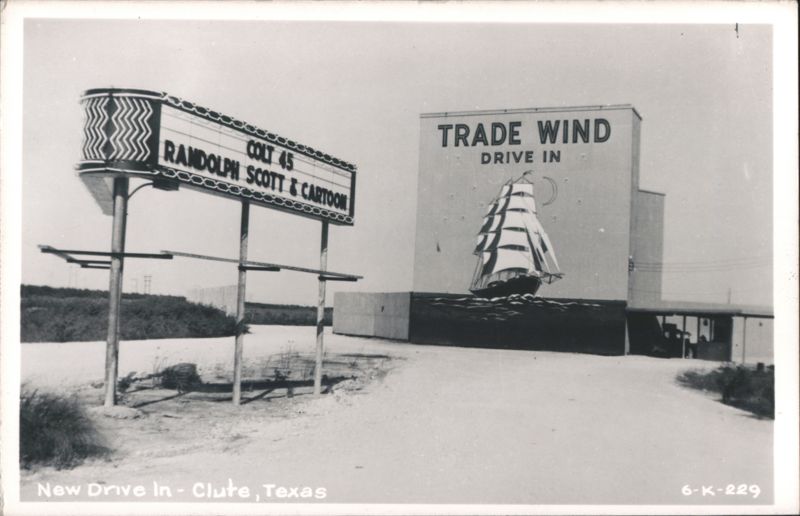 COLT 45
RANDOLPH SCOTT & CARTOON
TRADE WIND
DRIVE IN
New Drive In - Clute, Texas
6-K-229